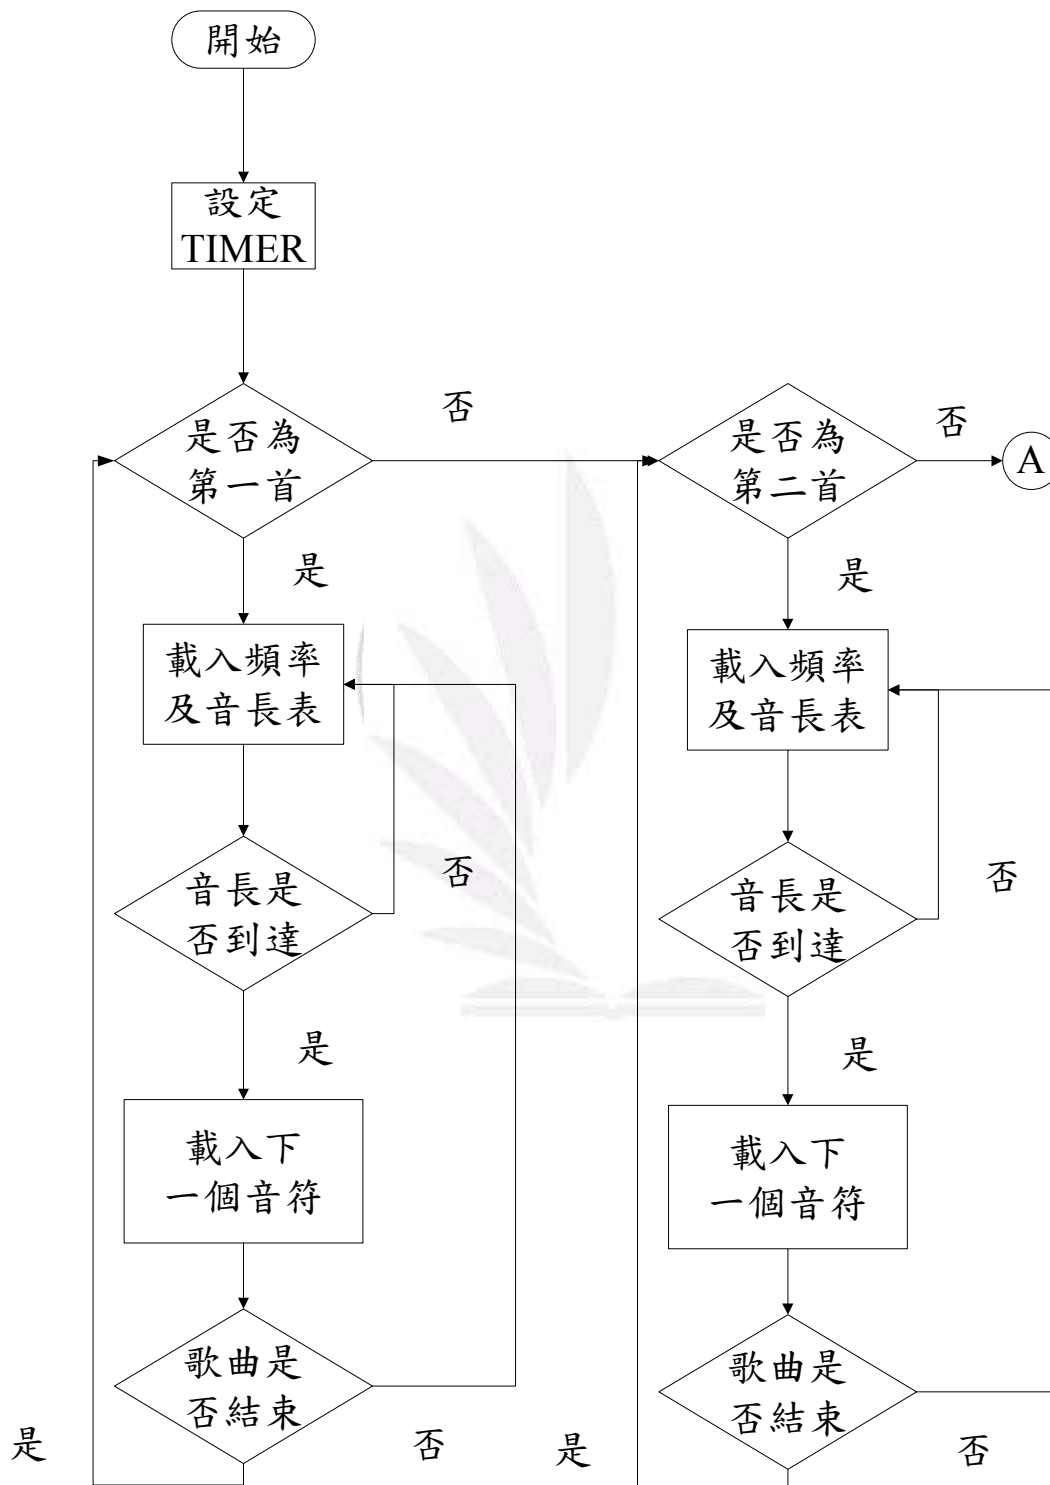 開始
設定
TIMER
是否為
第一首
否
是
載入頻率
及音長表
音長是
否到達
否
是
載入下
一個音符
歌曲是
否結束
是
否
是否為
第二首
否
A
是
載入頻率
及音長表
音長是
否到達
否
是
載入下
一個音符
歌曲是
否結束
是
否